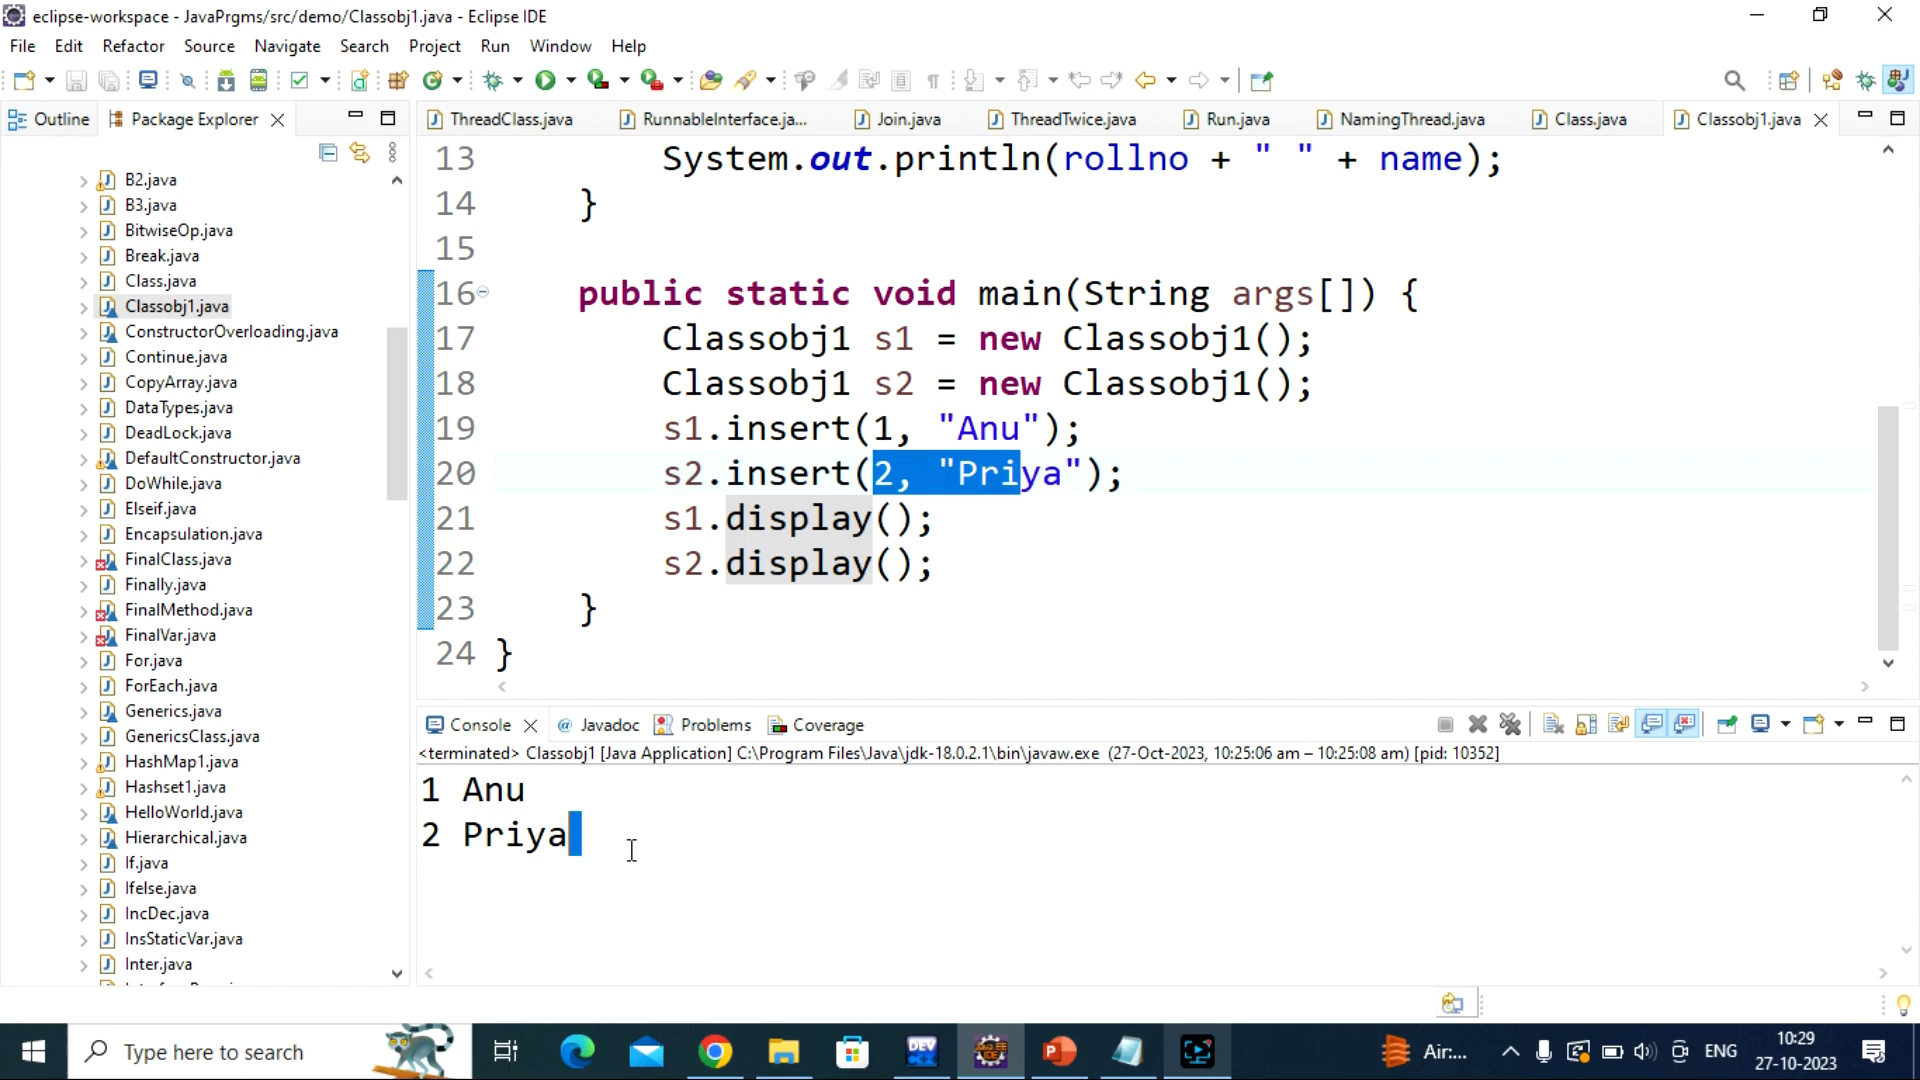 eclipse-workspace - JavaPrgms/src/demo/Classobj1.java - Eclipse IDE
File Edit Refactor Source Navigate Search Project Run Window Help
Outline Package Explorer
ThreadClass.java RunnableInterface.ja... Join.java ThreadTwice.java Run.java NamingThread.java Class.java Classobj1.java
B2.java
B3.java
BitwiseOp.java
Break.java
Class.java
Classobj1.java
ConstructorOverloading.java
Continue.java
CopyArray.java
DataTypes.java
DeadLock.java
DefaultConstructor.java
DoWhile.java
Elseif.java
Encapsulation.java
FinalClass.java
Finally.java
FinalMethod.java
FinalVar.java
For.java
ForEach.java
Generics.java
GenericsClass.java
HashMap1.java
Hashset1.java
HelloWorld.java
Hierarchical.java
If.java
Ifelse.java
IncDec.java
InsStaticVar.java
Inter.java
13 System.out.println(rollno + " " + name);
14 }
15
16 public static void main(String args[]) {
17 Classobj1 s1 = new Classobj1();
18 Classobj1 s2 = new Classobj1();
19 s1.insert(1, "Anu");
20 s2.insert(2, "Priya");
21 s1.display();
22 s2.display();
23 }
24 }
Console Javadoc Problems Coverage
<terminated> Classobj1 [Java Application] C:\Program Files\Java\jdk-18.0.2.1\bin\javaw.exe (27-Oct-2023, 10:25:06 am – 10:25:08 am) [pid: 10352]
1 Anu
2 Priya
Type here to search
DEV
Air:...
ENG
10:29
27-10-2023